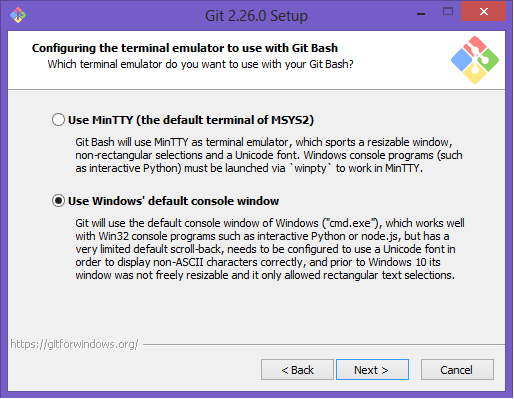 Git 2.26.0 Setup
Configuring the terminal emulator to use with Git Bash
Which terminal emulator do you want to use with your Git Bash?
Use MinTTY (the default terminal of MSYS2)
Git Bash will use MinTTY as terminal emulator, which sports a resizable window,
non-rectangular selections and a Unicode font. Windows console programs (such
as interactive Python) must be launched via `winpty` to work in MinTTY.
Use Windows' default console window
Git will use the default console window of Windows ("cmd.exe"), which works well
with Win32 console programs such as interactive Python or node.js, but has a
very limited default scroll-back, needs to be configured to use a Unicode font in
order to display non-ASCII characters correctly, and prior to Windows 10 its
window was not freely resizable and it only allowed rectangular text selections.
https://gitforwindows.org/
< Back
Next >
Cancel